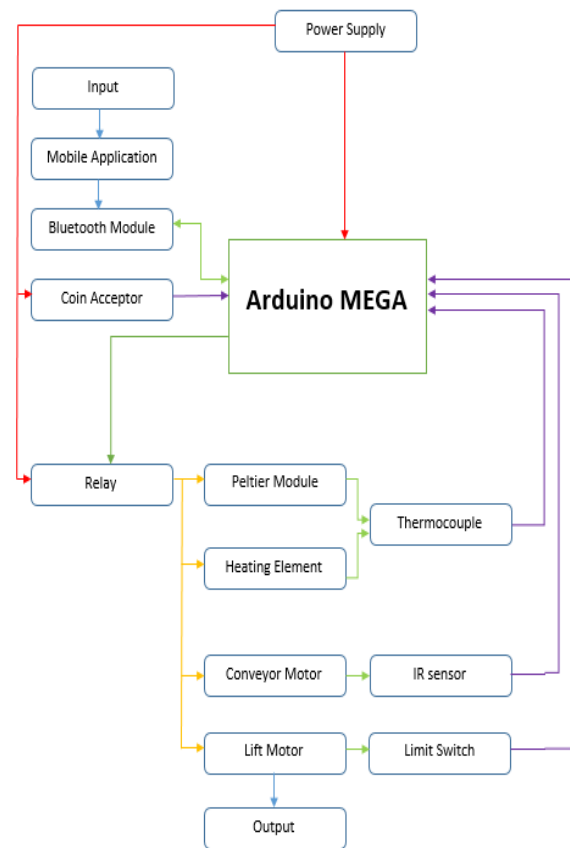 Power Supply
Input
Mobile Application
Bluetooth Module
Coin Acceptor
Arduino MEGA
Relay
Peltier Module
Thermocouple
Heating Element
Conveyor Motor
IR sensor
Lift Motor
Limit Switch
Output